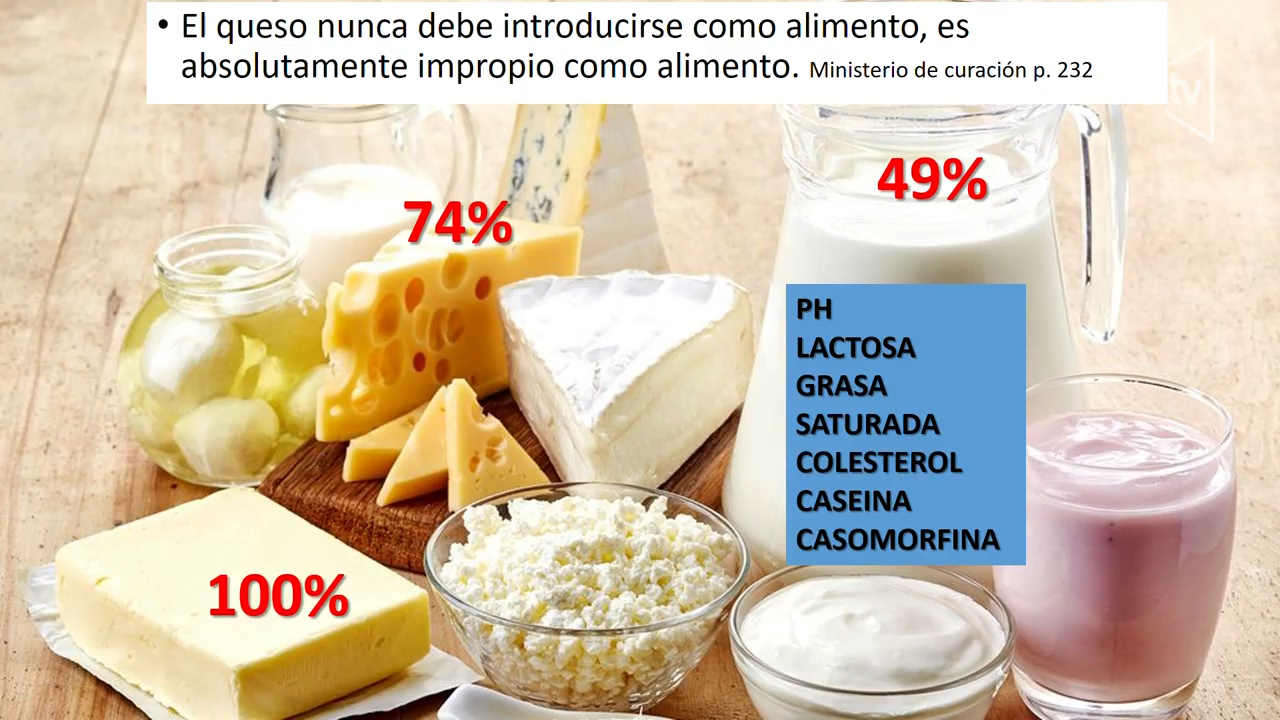 • El queso nunca debe introducirse como alimento, es
absolutamente impropio como alimento. Ministerio de curación p. 232
tv
49%
74%
PH
LACTOSA
GRASA
SATURADA
COLESTEROL
CASEINA
CASOMORFINA
100%